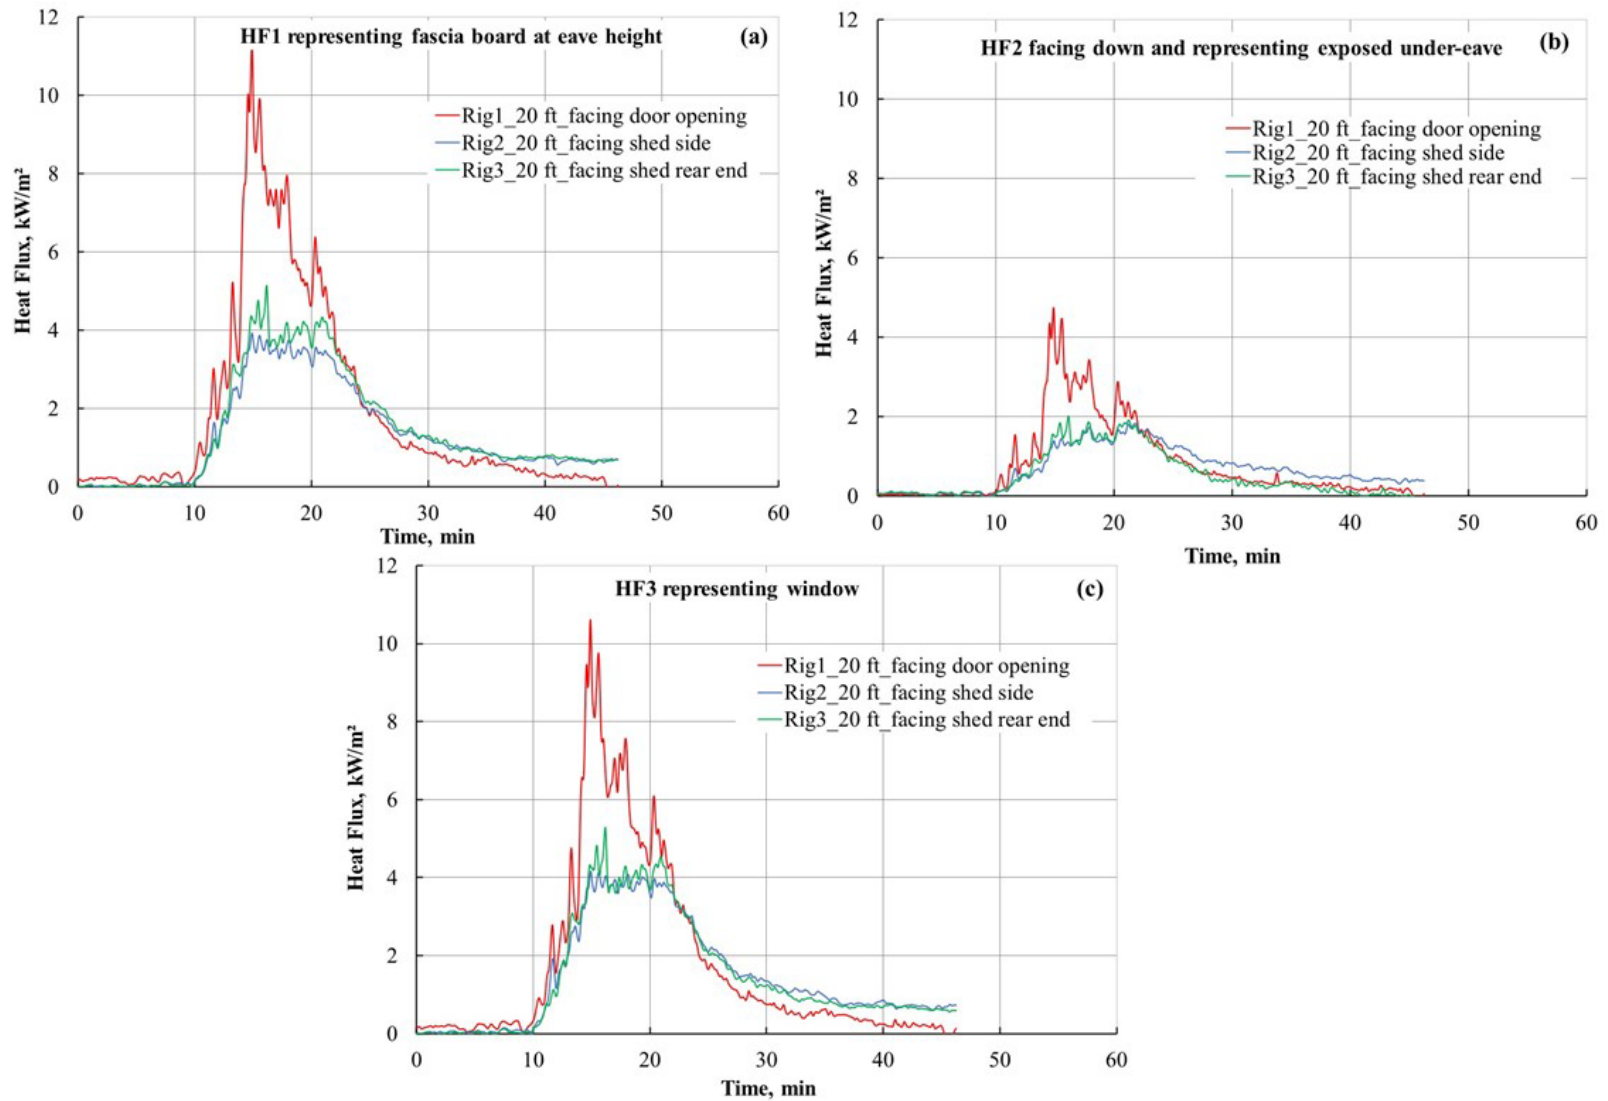 HF1 representing fascia board at eave height
(a)
Rig1_20 ft_facing door opening
Rig2_20 ft_facing shed side
Rig3_20 ft_facing shed rear end
Heat Flux, kW/m²
12
10
8
6
4
2
0
0 10 20 30 40 50 60
Time, min
HF2 facing down and representing exposed under-eave
(b)
Rig1_20 ft_facing door opening
Rig2_20 ft_facing shed side
Rig3_20 ft_facing shed rear end
Heat Flux, kW/m²
12
10
8
6
4
2
0
0 10 20 30 40 50 60
Time, min
HF3 representing window
(c)
Rig1_20 ft_facing door opening
Rig2_20 ft_facing shed side
Rig3_20 ft_facing shed rear end
Heat Flux, kW/m²
12
10
8
6
4
2
0
0 10 20 30 40 50 60
Time, min